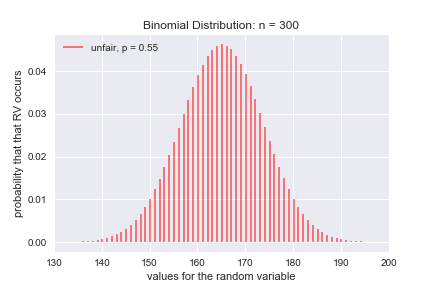 Binomial Distribution: n = 300
unfair, p = 0.55
probability that that RV occurs
0.04
0.03
0.02
0.01
0.00
130 140 150 160 170 180 190 200
values for the random variable